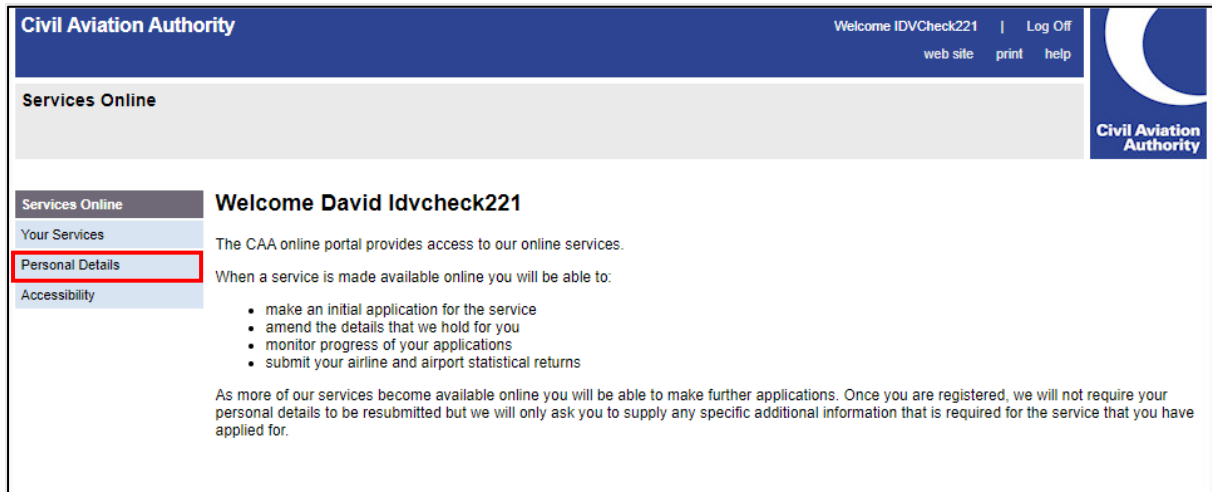 Civil Aviation Authority
Welcome IDVCheck221 | Log Off
web site print help
Services Online
Civil Aviation
Authority
Services Online
Your Services
Personal Details
Accessibility
Welcome David Idvcheck221
The CAA online portal provides access to our online services.
When a service is made available online you will be able to:
• make an initial application for the service
• amend the details that we hold for you
• monitor progress of your applications
• submit your airline and airport statistical returns
As more of our services become available online you will be able to make further applications. Once you are registered, we will not require your
personal details to be resubmitted but we will only ask you to supply any specific additional information that is required for the service that you have
applied for.